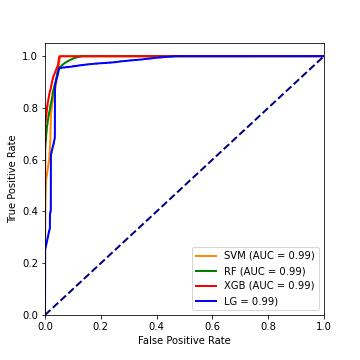 1.0
0.8
0.6
0.4
0.2
0.0
True Positive Rate
SVM (AUC = 0.99)
RF (AUC = 0.99)
XGB (AUC = 0.99)
LG = 0.99)
0.0 0.2 0.4 0.6 0.8 1.0
False Positive Rate